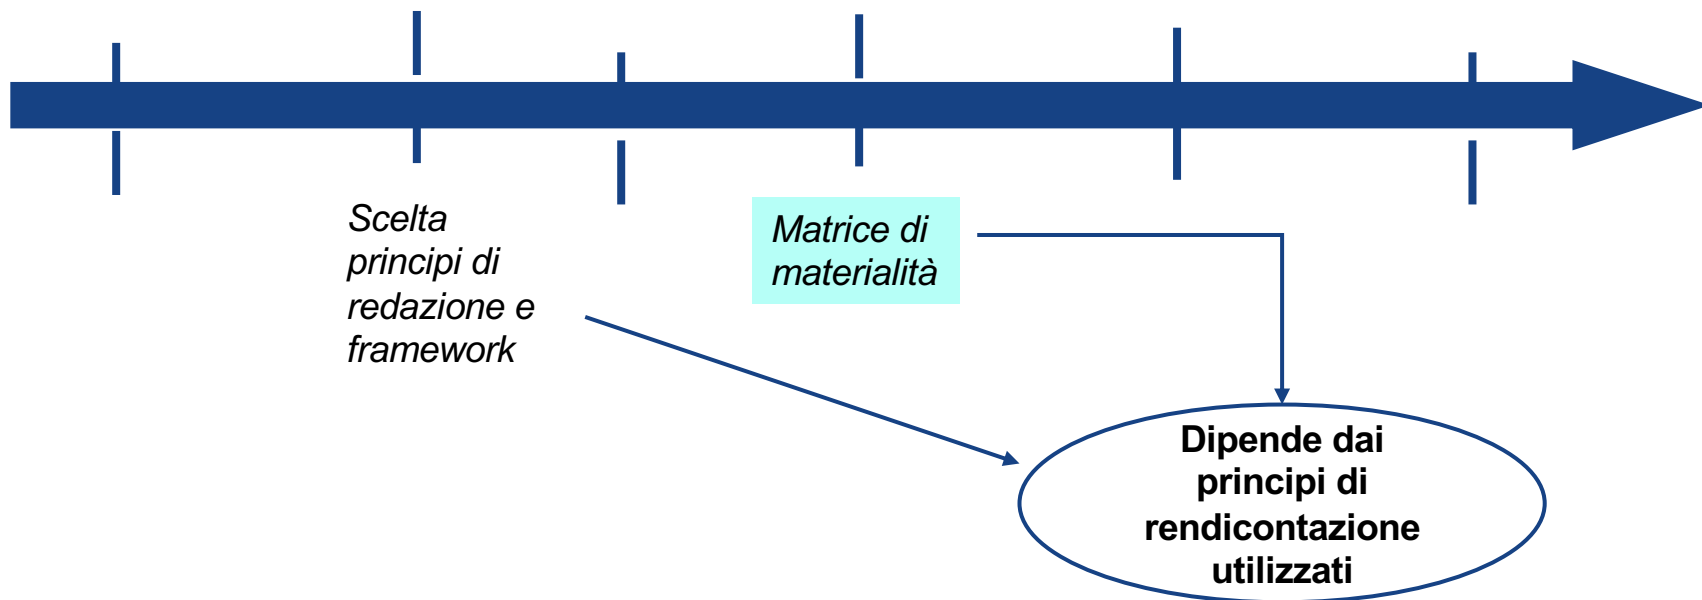 Scelta
principi di
redazione e
framework
Matrice di
materialità
Dipende dai
principi di
rendicontazione
utilizzati